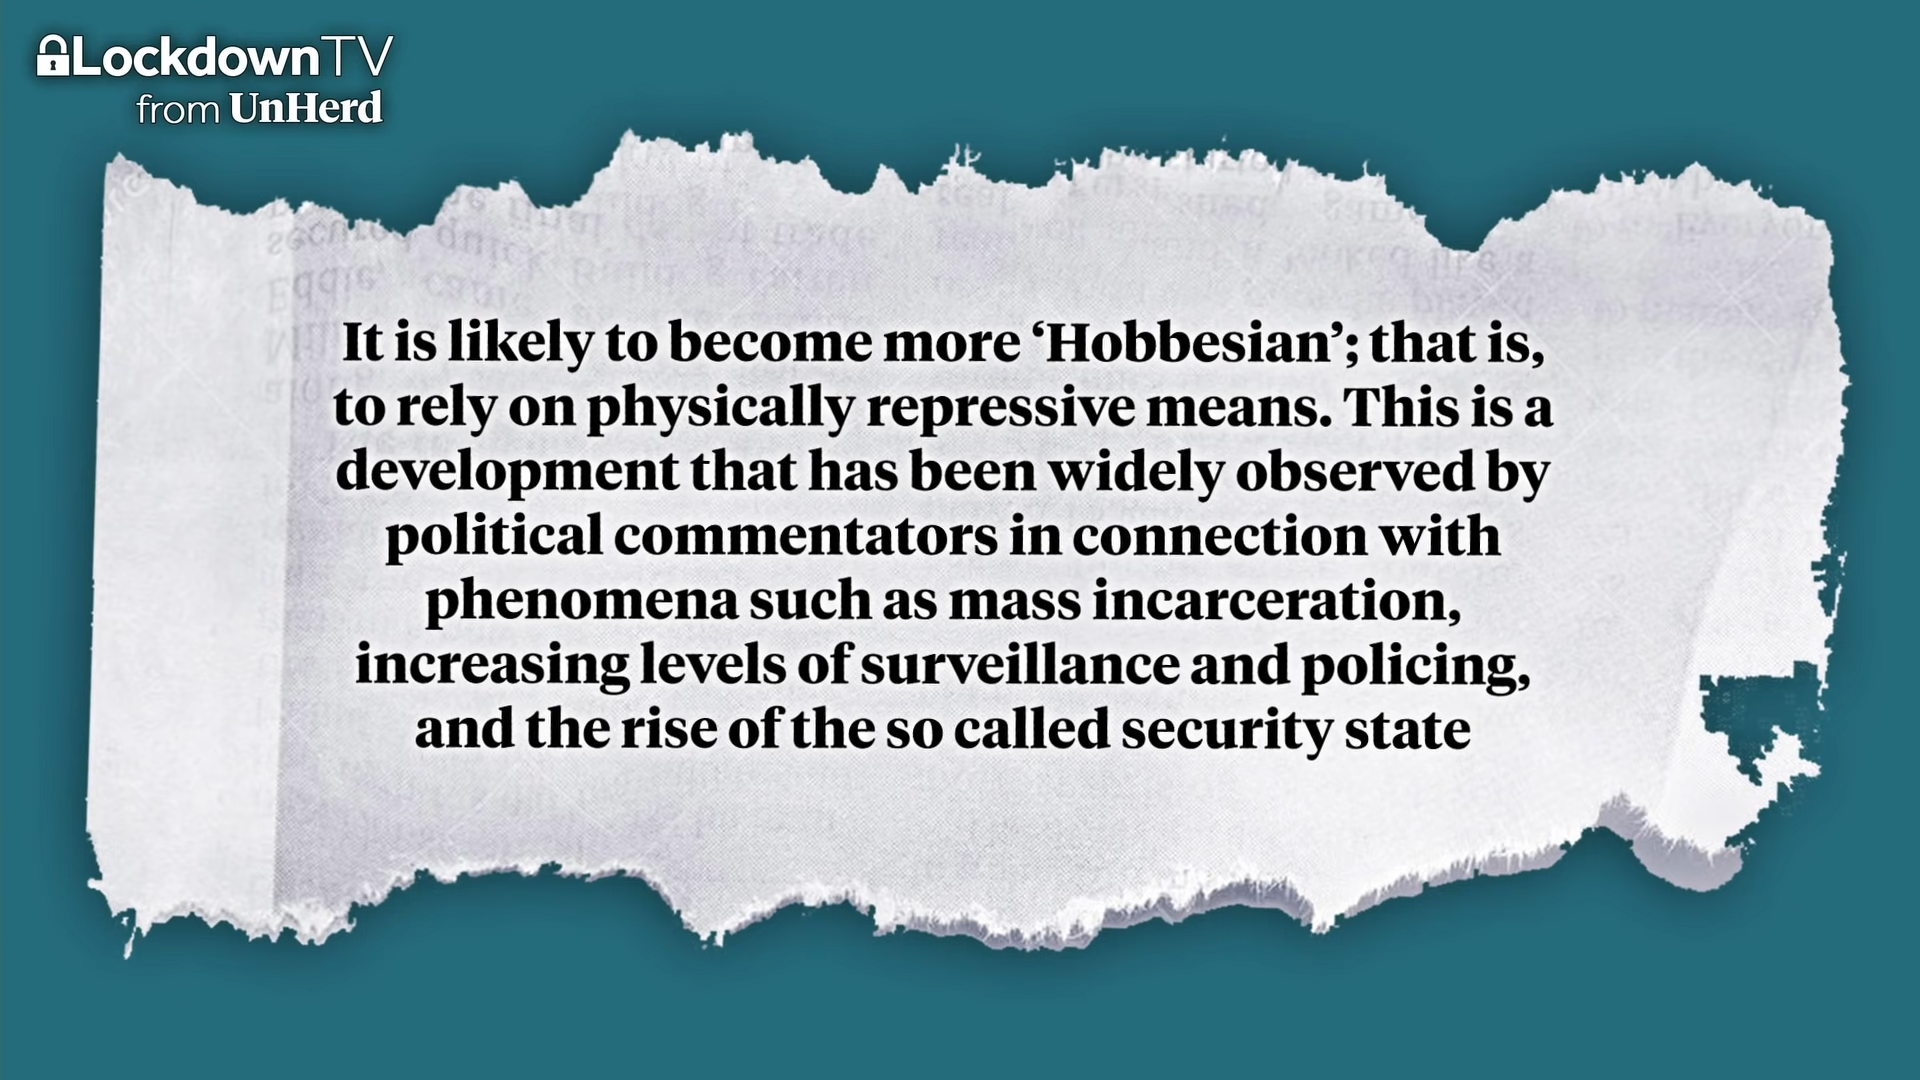 LockdownTV
from UnHerd
It is likely to become more ‘Hobbesian’; that is,
to rely on physically repressive means. This is a
development that has been widely observed by
political commentators in connection with
phenomena such as mass incarceration,
increasing levels of surveillance and policing,
and the rise of the so called security state